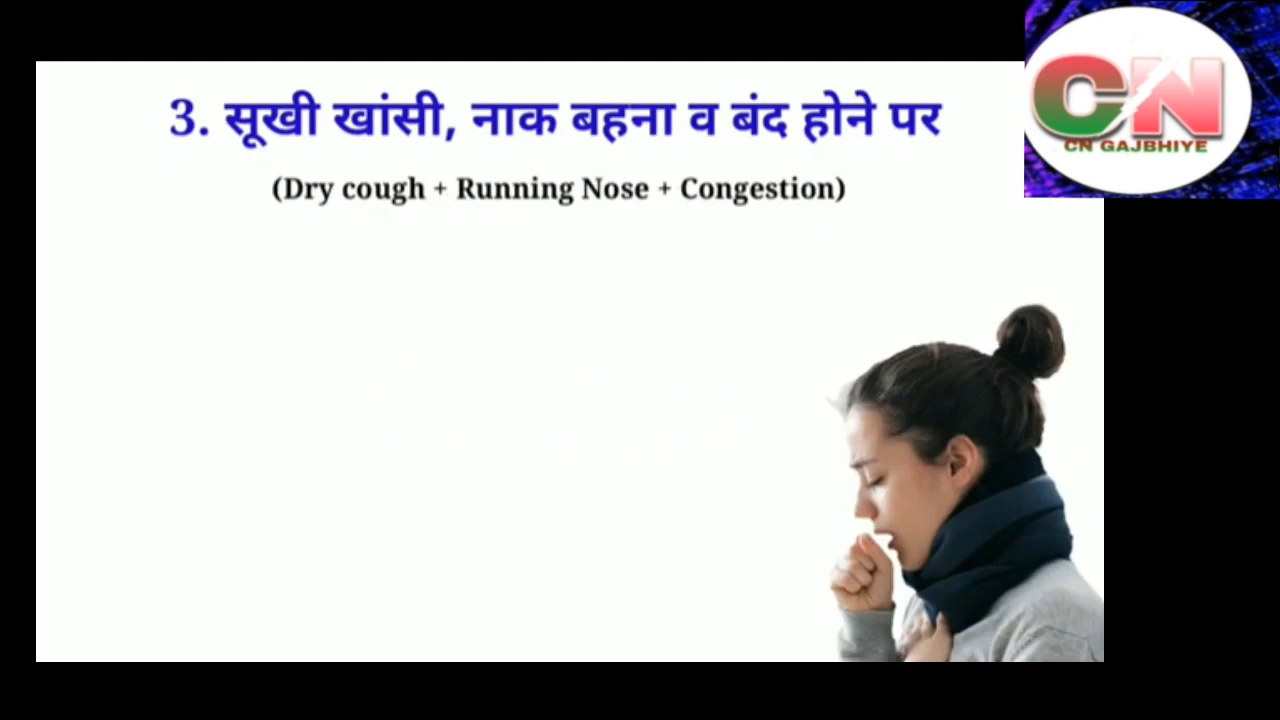 3. सूखी खांसी, नाक बहना व बंद होने पर
(Dry cough + Running Nose + Congestion)
CN
CN GAJBHIYE